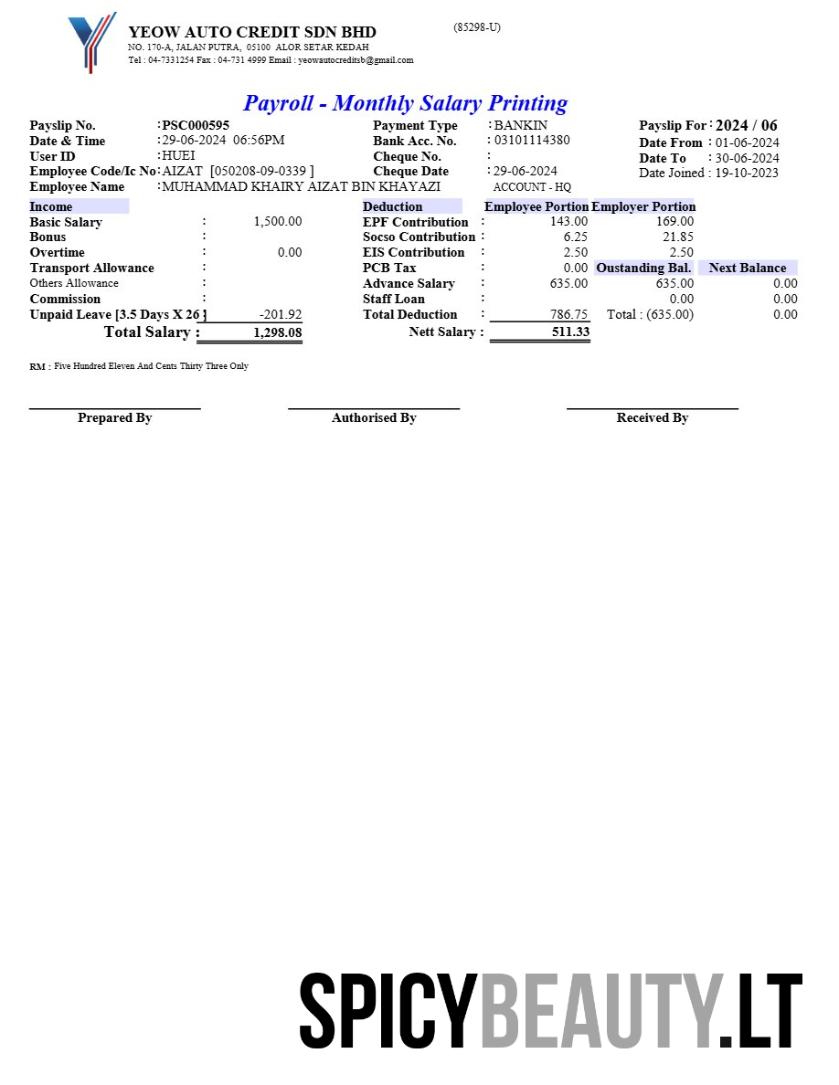 YEOW AUTO CREDIT SDN BHD (85298-U)
NO. 170-A, JALAN PUTRA, 05100 ALOR SETAR KEDAH
Tel : 04-7331254 Fax : 04-731 4999 Email : yeowautocreditsb@gmail.com
Payroll - Monthly Salary Printing
Payslip No. : PSC000595 Payment Type : BANKIN Payslip For : 2024 / 06
Date & Time : 29-06-2024 06:56PM Bank Acc. No. : 03101114380 Date From : 01-06-2024
User ID : HUEI Cheque No. : Date To : 30-06-2024
Employee Code/Ic No : AIZAT [050208-09-0339 ] Cheque Date : 29-06-2024 Date Joined : 19-10-2023
Employee Name : MUHAMMAD KHAIRY AIZAT BIN KHAYAZI ACCOUNT - HQ
Income Deduction Employee Portion Employer Portion
Basic Salary : 1,500.00 EPF Contribution : 143.00 169.00
Bonus : Socso Contribution : 6.25 21.85
Overtime : 0.00 EIS Contribution : 2.50 2.50
Transport Allowance : PCB Tax : 0.00 Oustanding Bal. Next Balance
Others Allowance : Advance Salary : 635.00 635.00 0.00
Commission : Staff Loan : 0.00 0.00
Unpaid Leave [3.5 Days X 26 ] -201.92 Total Deduction : 786.75 Total : (635.00) 0.00
Total Salary : 1,298.08 Nett Salary : 511.33
RM : Five Hundred Eleven And Cents Thirty Three Only
Prepared By Authorised By Received By
SPICYBEAUTY.LT